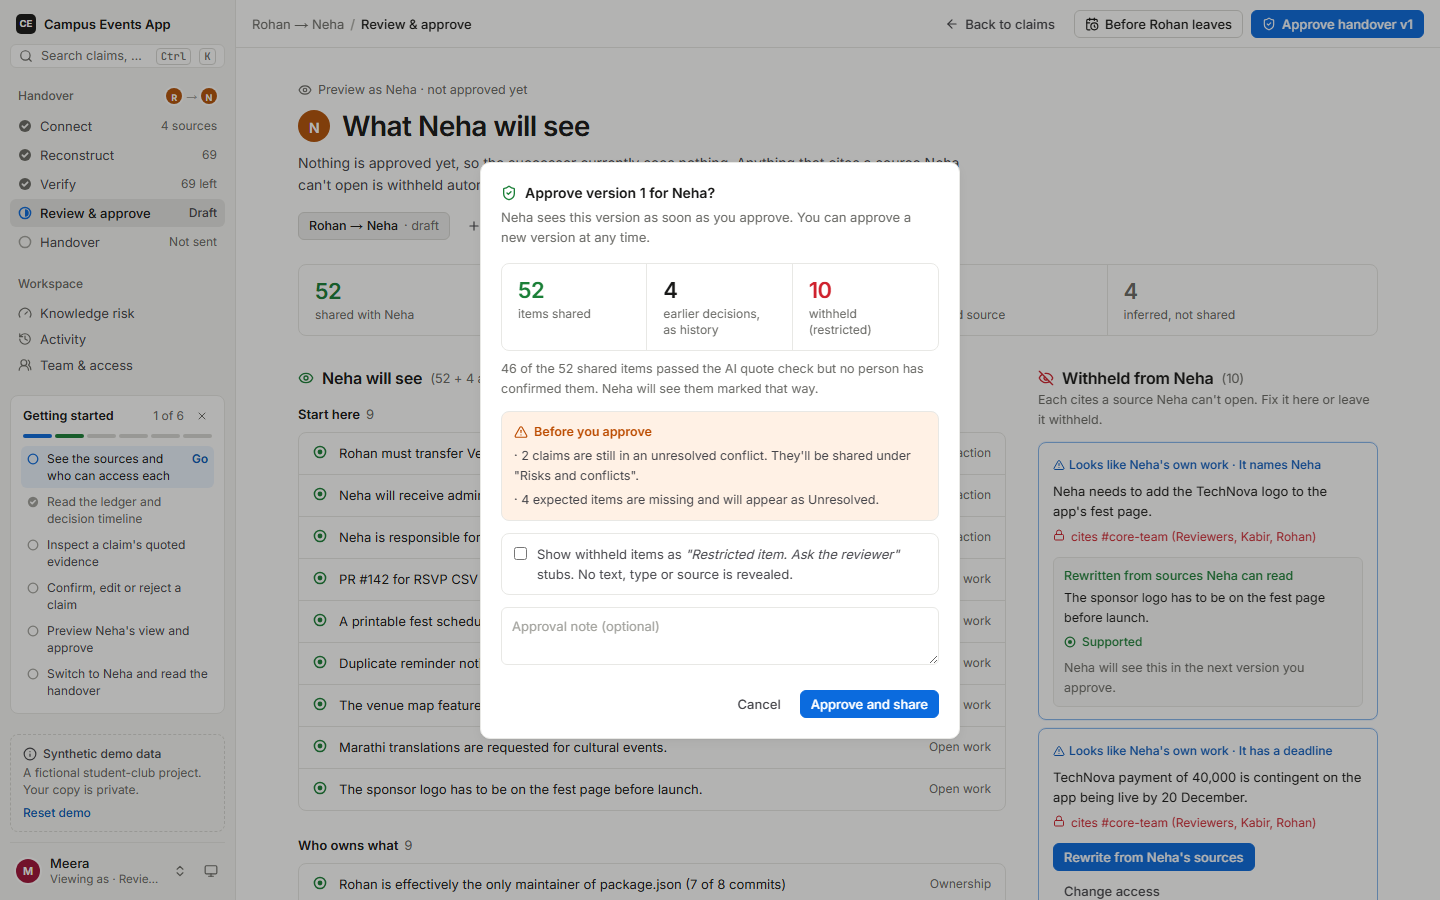 CE Campus Events App
Search claims, ... Ctrl K
Handover R → N
Connect 4 sources
Reconstruct 69
Verify 69 left
Review & approve Draft
Handover Not sent
Workspace
Knowledge risk
Activity
Team & access
Getting started 1 of 6 ×
See the sources and who can access each Go
Read the ledger and
decision timeline
Inspect a claim's quoted
evidence
Confirm, edit or reject a
claim
Preview Neha's view and
approve
Switch to Neha and read the
handover
Synthetic demo data
A fictional student-club project.
Your copy is private.
Reset demo
M Meera
Viewing as · Revie...
Rohan → Neha / Review & approve
← Back to claims
Before Rohan leaves
Approve handover v1
Preview as Neha · not approved yet
N What Neha will see
Nothing is approved yet, so the successor currently sees nothing. Anything that cites a source Neha
can't open is withheld
Rohan → Neha · draft +
52
shared with Neha
source
4
inferred, not shared
Neha will see (52 + 4
Start here 9
Rohan must transfer
Neha will receive
Neha is responsible for
PR #142 for RSVP CSV work
A printable fest work
Duplicate reminder work
The venue map feature work
Marathi translations are requested for cultural events. Open work
The sponsor logo has to be on the fest page before launch. Open work
Who owns what 9
Rohan is effectively the only maintainer of package.json (7 of 8 commits) Ownership
Approve version 1 for Neha?
Neha sees this version as soon as you approve. You can approve a
new version at any time.
52
items shared
4
earlier decisions,
as history
10
withheld
(restricted)
46 of the 52 shared items passed the AI quote check but no person has
confirmed them. Neha will see them marked that way.
Before you approve
· 2 claims are still in an unresolved conflict. They'll be shared under
"Risks and conflicts".
· 4 expected items are missing and will appear as Unresolved.
Show withheld items as "Restricted item. Ask the reviewer"
stubs. No text, type or source is revealed.
Approval note (optional)
Cancel
Approve and share
Withheld from Neha (10)
Each cites a source Neha can't open. Fix it here or leave
it withheld.
Looks like Neha's own work · It names Neha
Neha needs to add the TechNova logo to the
app's fest page.
cites #core-team (Reviewers, Kabir, Rohan)
Rewritten from sources Neha can read
The sponsor logo has to be on the fest page
before launch.
Supported
Neha will see this in the next version you
approve.
Looks like Neha's own work · It has a deadline
TechNova payment of 40,000 is contingent on the
app being live by 20 December.
cites #core-team (Reviewers, Kabir, Rohan)
Rewrite from Neha's sources
Change access